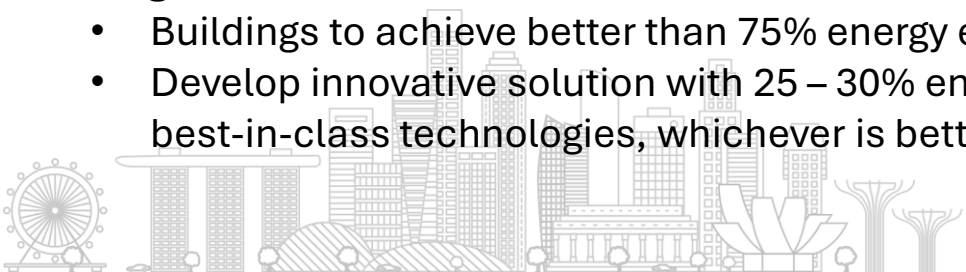 • Buildings to achieve better than 75% energy
• Develop innovative solution with 25 – 30%
best-in-class technologies, whichever is